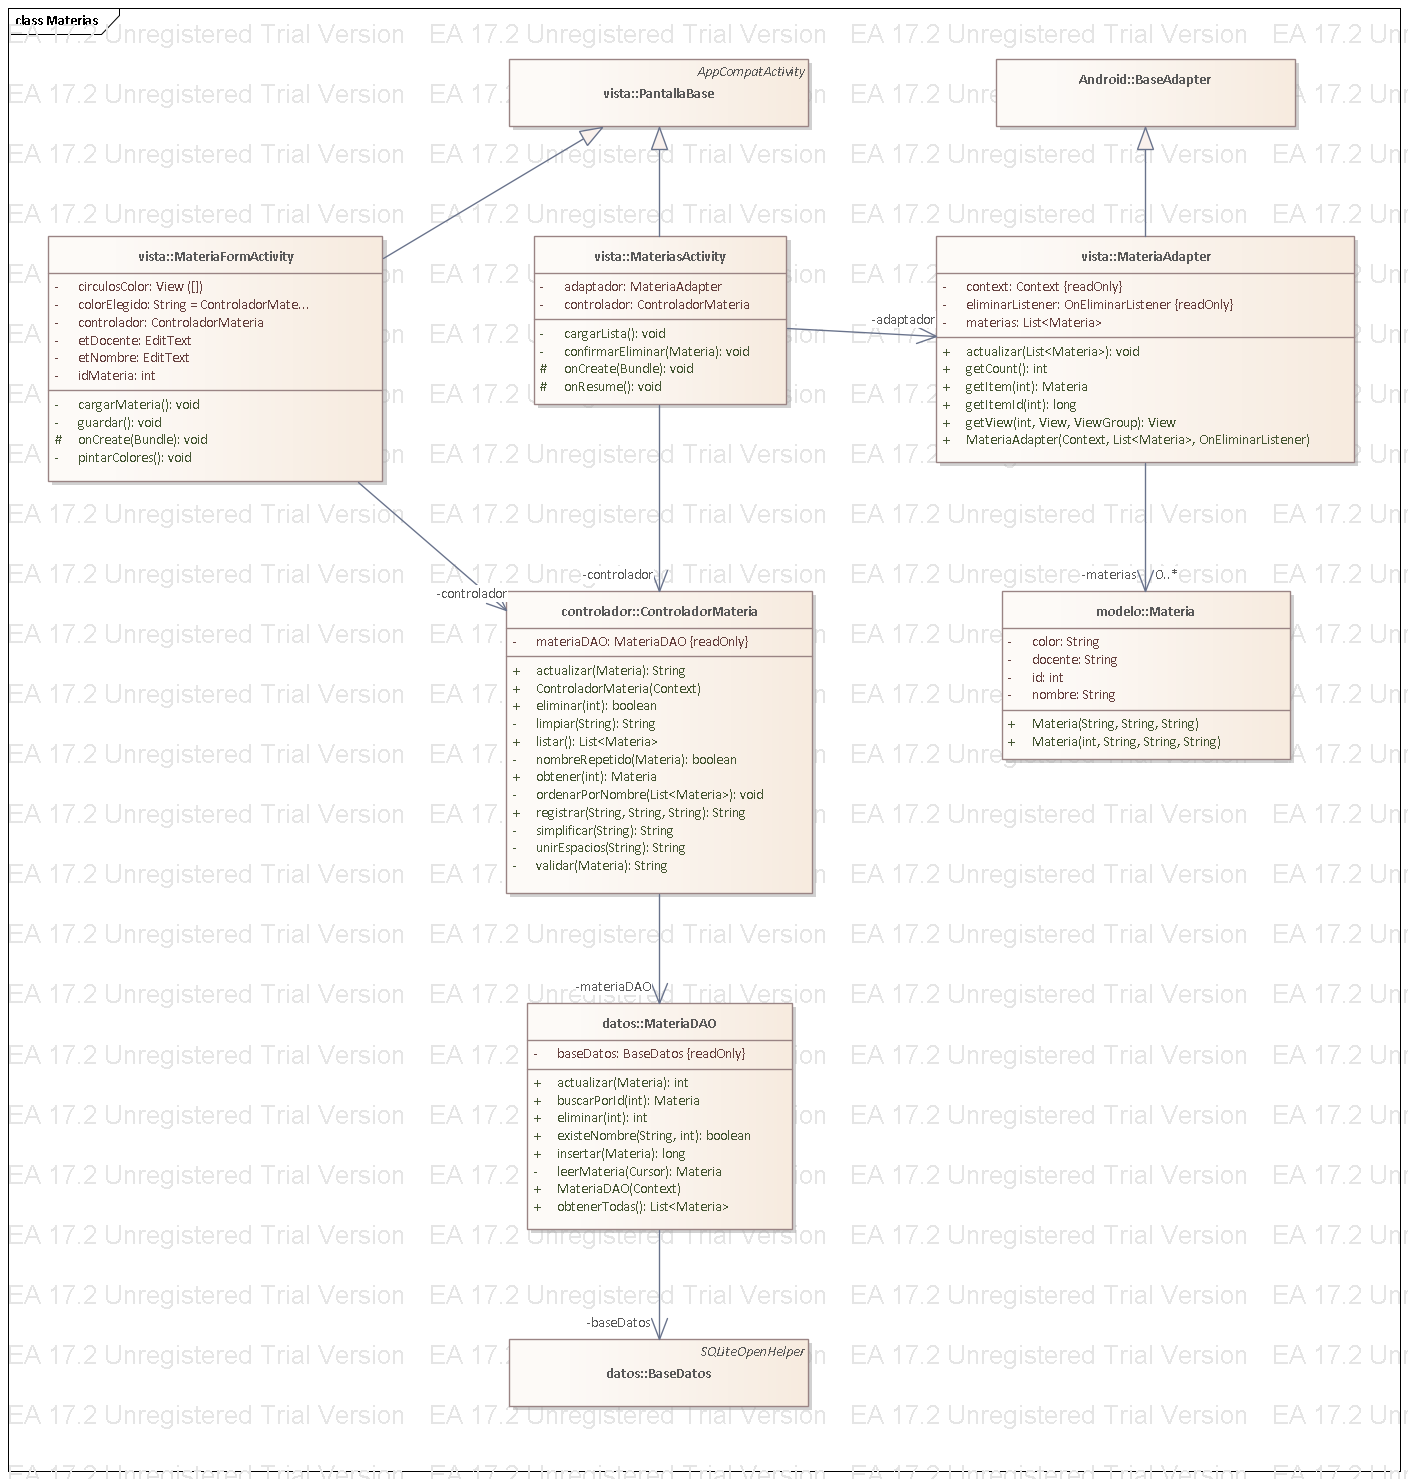 class Materias
AppCompatActivity
vista::PantallaBase
Android::BaseAdapter
vista::MateriaFormActivity
- circulosColor: View ([])
- colorElegido: String = ControladorMate...
- controlador: ControladorMateria
- etDocente: EditText
- etNombre: EditText
- idMateria: int
- cargarMateria(): void
- guardar(): void
# onCreate(Bundle): void
- pintarColores(): void
vista::MateriasActivity
- adaptador: MateriaAdapter
- controlador: ControladorMateria
- cargarLista(): void
- confirmarEliminar(Materia): void
# onCreate(Bundle): void
# onResume(): void
-adaptador
vista::MateriaAdapter
- context: Context {readOnly}
- eliminarListener: OnEliminarListener {readOnly}
- materias: List<Materia>
+ actualizar(List<Materia>): void
+ getCount(): int
+ getItem(int): Materia
+ getItemId(int): long
+ getView(int, View, ViewGroup): View
+ MateriaAdapter(Context, List<Materia>, OnEliminarListener)
-controlador
-controlador
-materias 0..*
controlador::ControladorMateria
- materiaDAO: MateriaDAO {readOnly}
+ actualizar(Materia): String
+ ControladorMateria(Context)
+ eliminar(int): boolean
- limpiar(String): String
+ listar(): List<Materia>
- nombreRepetido(Materia): boolean
+ obtener(int): Materia
- ordenarPorNombre(List<Materia>): void
+ registrar(String, String, String): String
- simplificar(String): String
- unirEspacios(String): String
- validar(Materia): String
modelo::Materia
- color: String
- docente: String
- id: int
- nombre: String
+ Materia(String, String, String)
+ Materia(int, String, String, String)
-materiaDAO
datos::MateriaDAO
- baseDatos: BaseDatos {readOnly}
+ actualizar(Materia): int
+ buscarPorId(int): Materia
+ eliminar(int): int
+ existeNombre(String, int): boolean
+ insertar(Materia): long
- leerMateria(Cursor): Materia
+ MateriaDAO(Context)
+ obtenerTodas(): List<Materia>
-baseDatos
SQLiteOpenHelper
datos::BaseDatos
EA 17.2 Unregistered Trial Version